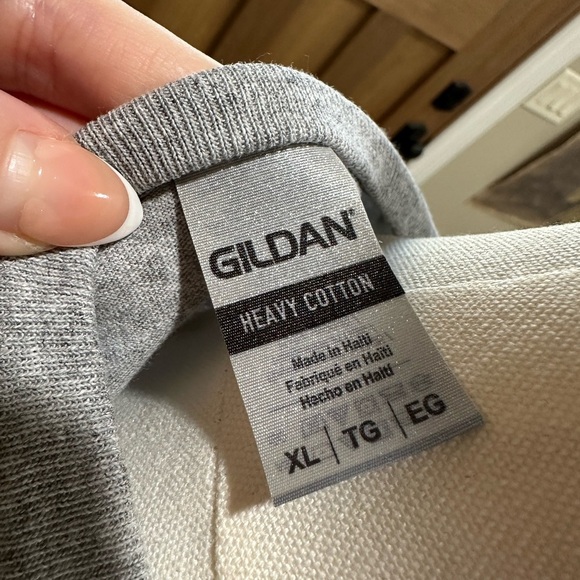 GILDAN®
HEAVY COTTON
Made in Haiti
Fabriqué en Haïti
Hecho en Haití
XL | TG | EG